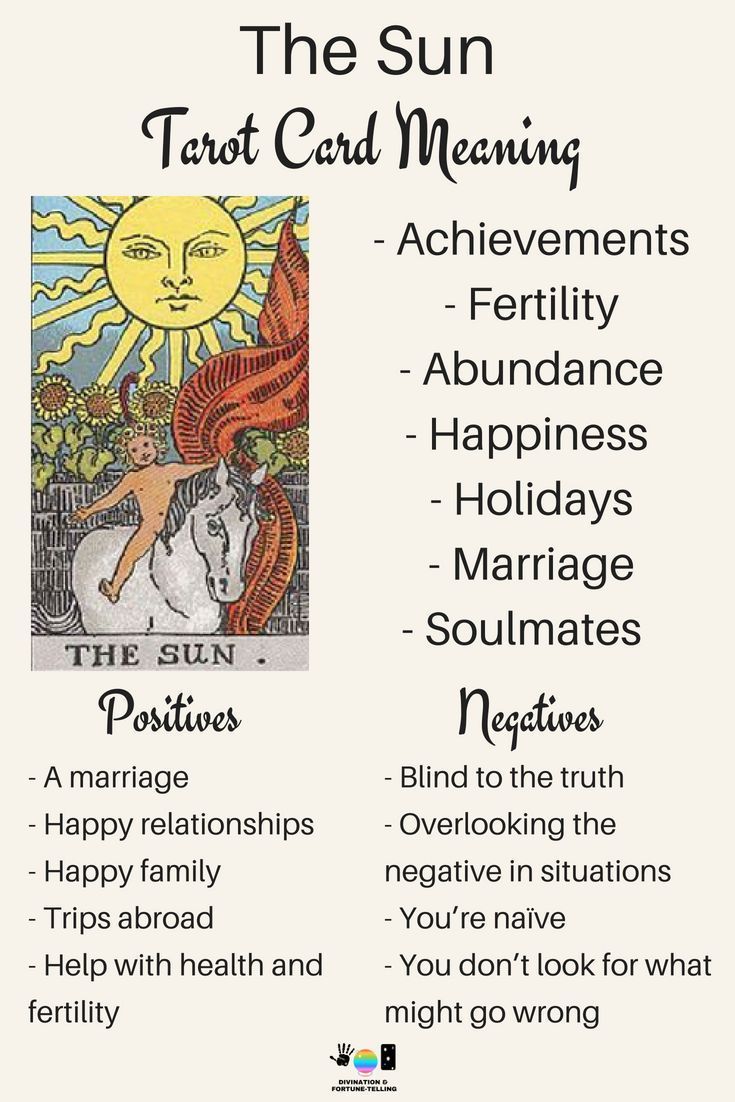 The Sun
Tarot Card Meaning
- Achievements
- Fertility
- Abundance
- Happiness
- Holidays
- Marriage
- Soulmates
THE SUN .
Positives
- A marriage
- Happy relationships
- Happy family
- Trips abroad
- Help with health and
fertility
Negatives
- Blind to the truth
- Overlooking the
negative in situations
- You’re naïve
- You don’t look for what
might go wrong
DIVINATION &
FORTUNE-TELLING